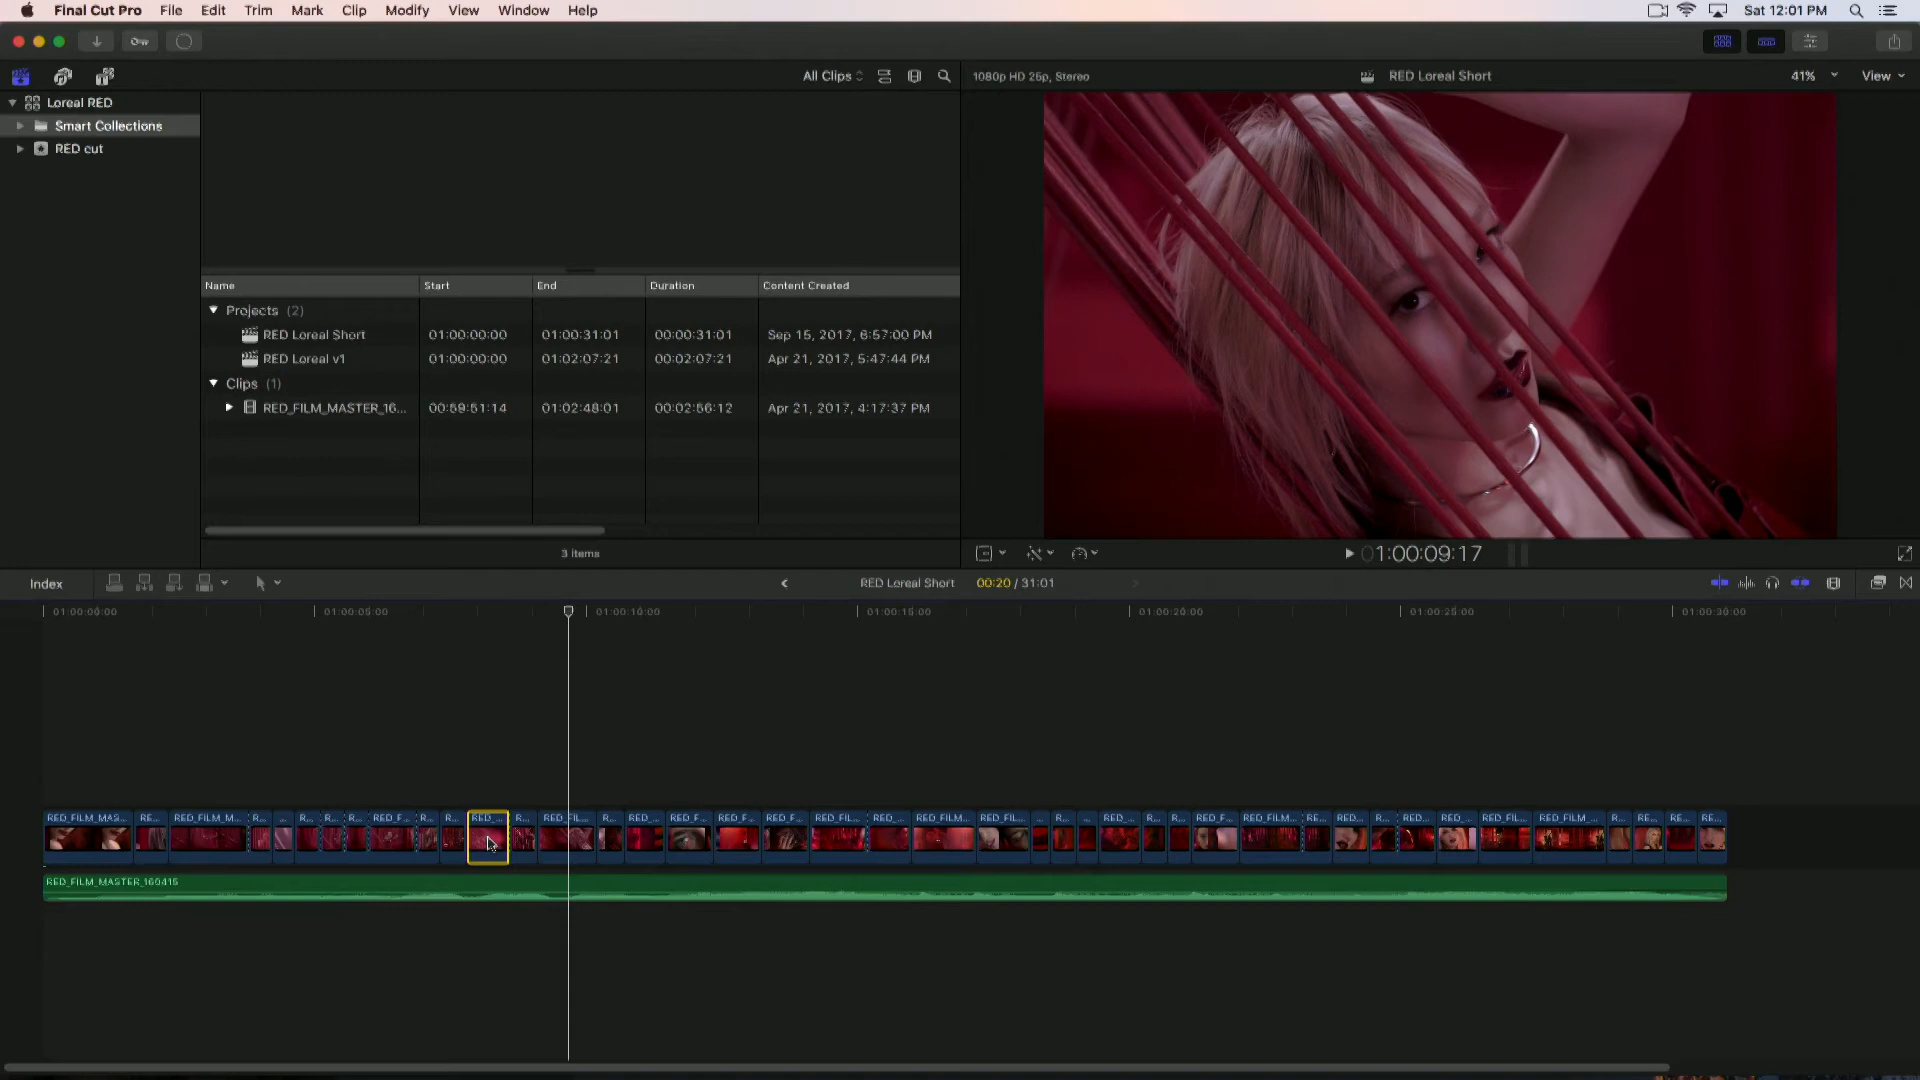 Final Cut Pro File Edit Trim Mark Clip Modify View Window Help Sat 12:01 PM
All Clips 1080p HD 25p, Stereo RED Loreal Short 41% View
Loreal RED
Smart Collections
RED cut
Name Start End Duration Content Created
Projects (2)
RED Loreal Short 01:00:00:00 01:00:31:01 00:00:31:01 Sep 15, 2017, 6:57:00 PM
RED Loreal v1 01:00:00:00 01:02:07:21 00:02:07:21 Apr 21, 2017, 5:47:44 PM
Clips (1)
RED_FILM_MASTER_16... 00:59:51:14 01:02:48:01 00:02:56:12 Apr 21, 2017, 4:17:37 PM
3 items 01:00:09:17
Index RED Loreal Short 00:20 / 31:01
01:00:00:00 01:00:05:00 01:00:10:00 01:00:15:00 01:00:20:00 01:00:25:00 01:00:30:00
RED_FILM_MAS... RE... RED_FILM_M... R... ... R... R... R... RED_F... R... R... RED_... R... RED_FIL... R... RED_... RED_F... RED_F... RED_F... RED_FILM... RED_... RED_FILM... RED_FIL... ... R... ... RED_... R... R... RED_F... RED_FILM... RE... RED... R... RED_... RED_... RED_FIL... RED_FILM... R... RE... RE... R...
RED_FILM_MASTER_160415